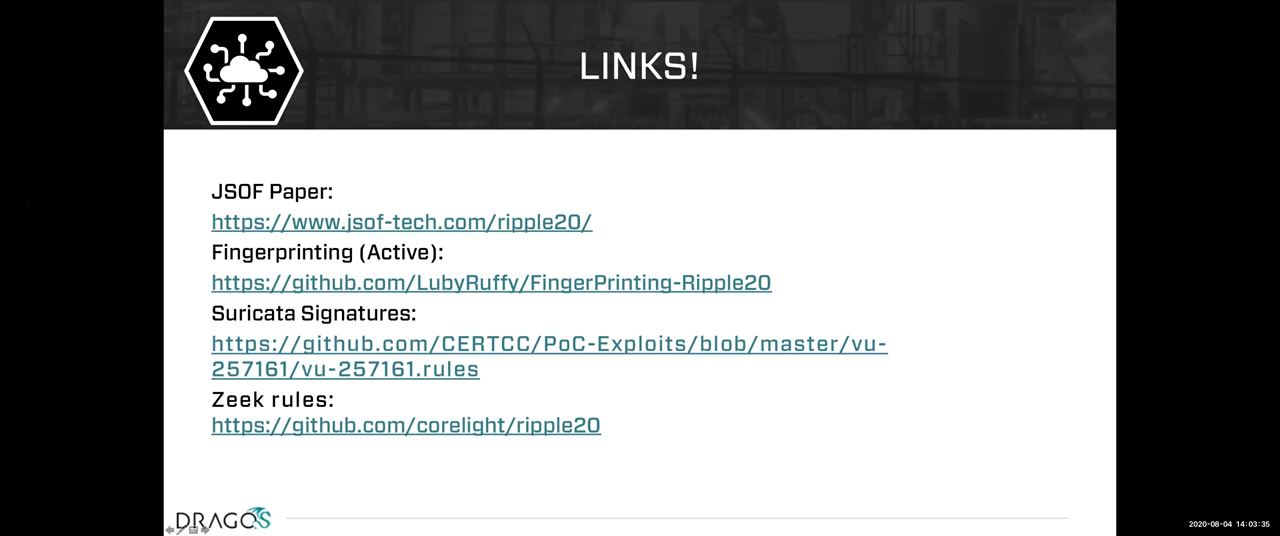 LINKS!
JSOF Paper:
https://www.jsof-tech.com/ripple20/
Fingerprinting (Active):
https://github.com/LubyRuffy/FingerPrinting-Ripple20
Suricata Signatures:
https://github.com/CERTCC/PoC-Exploits/blob/master/vu-
257161/vu-257161.rules
Zeek rules:
https://github.com/corelight/ripple20
DRAGOS
2020-08-04 14:03:35